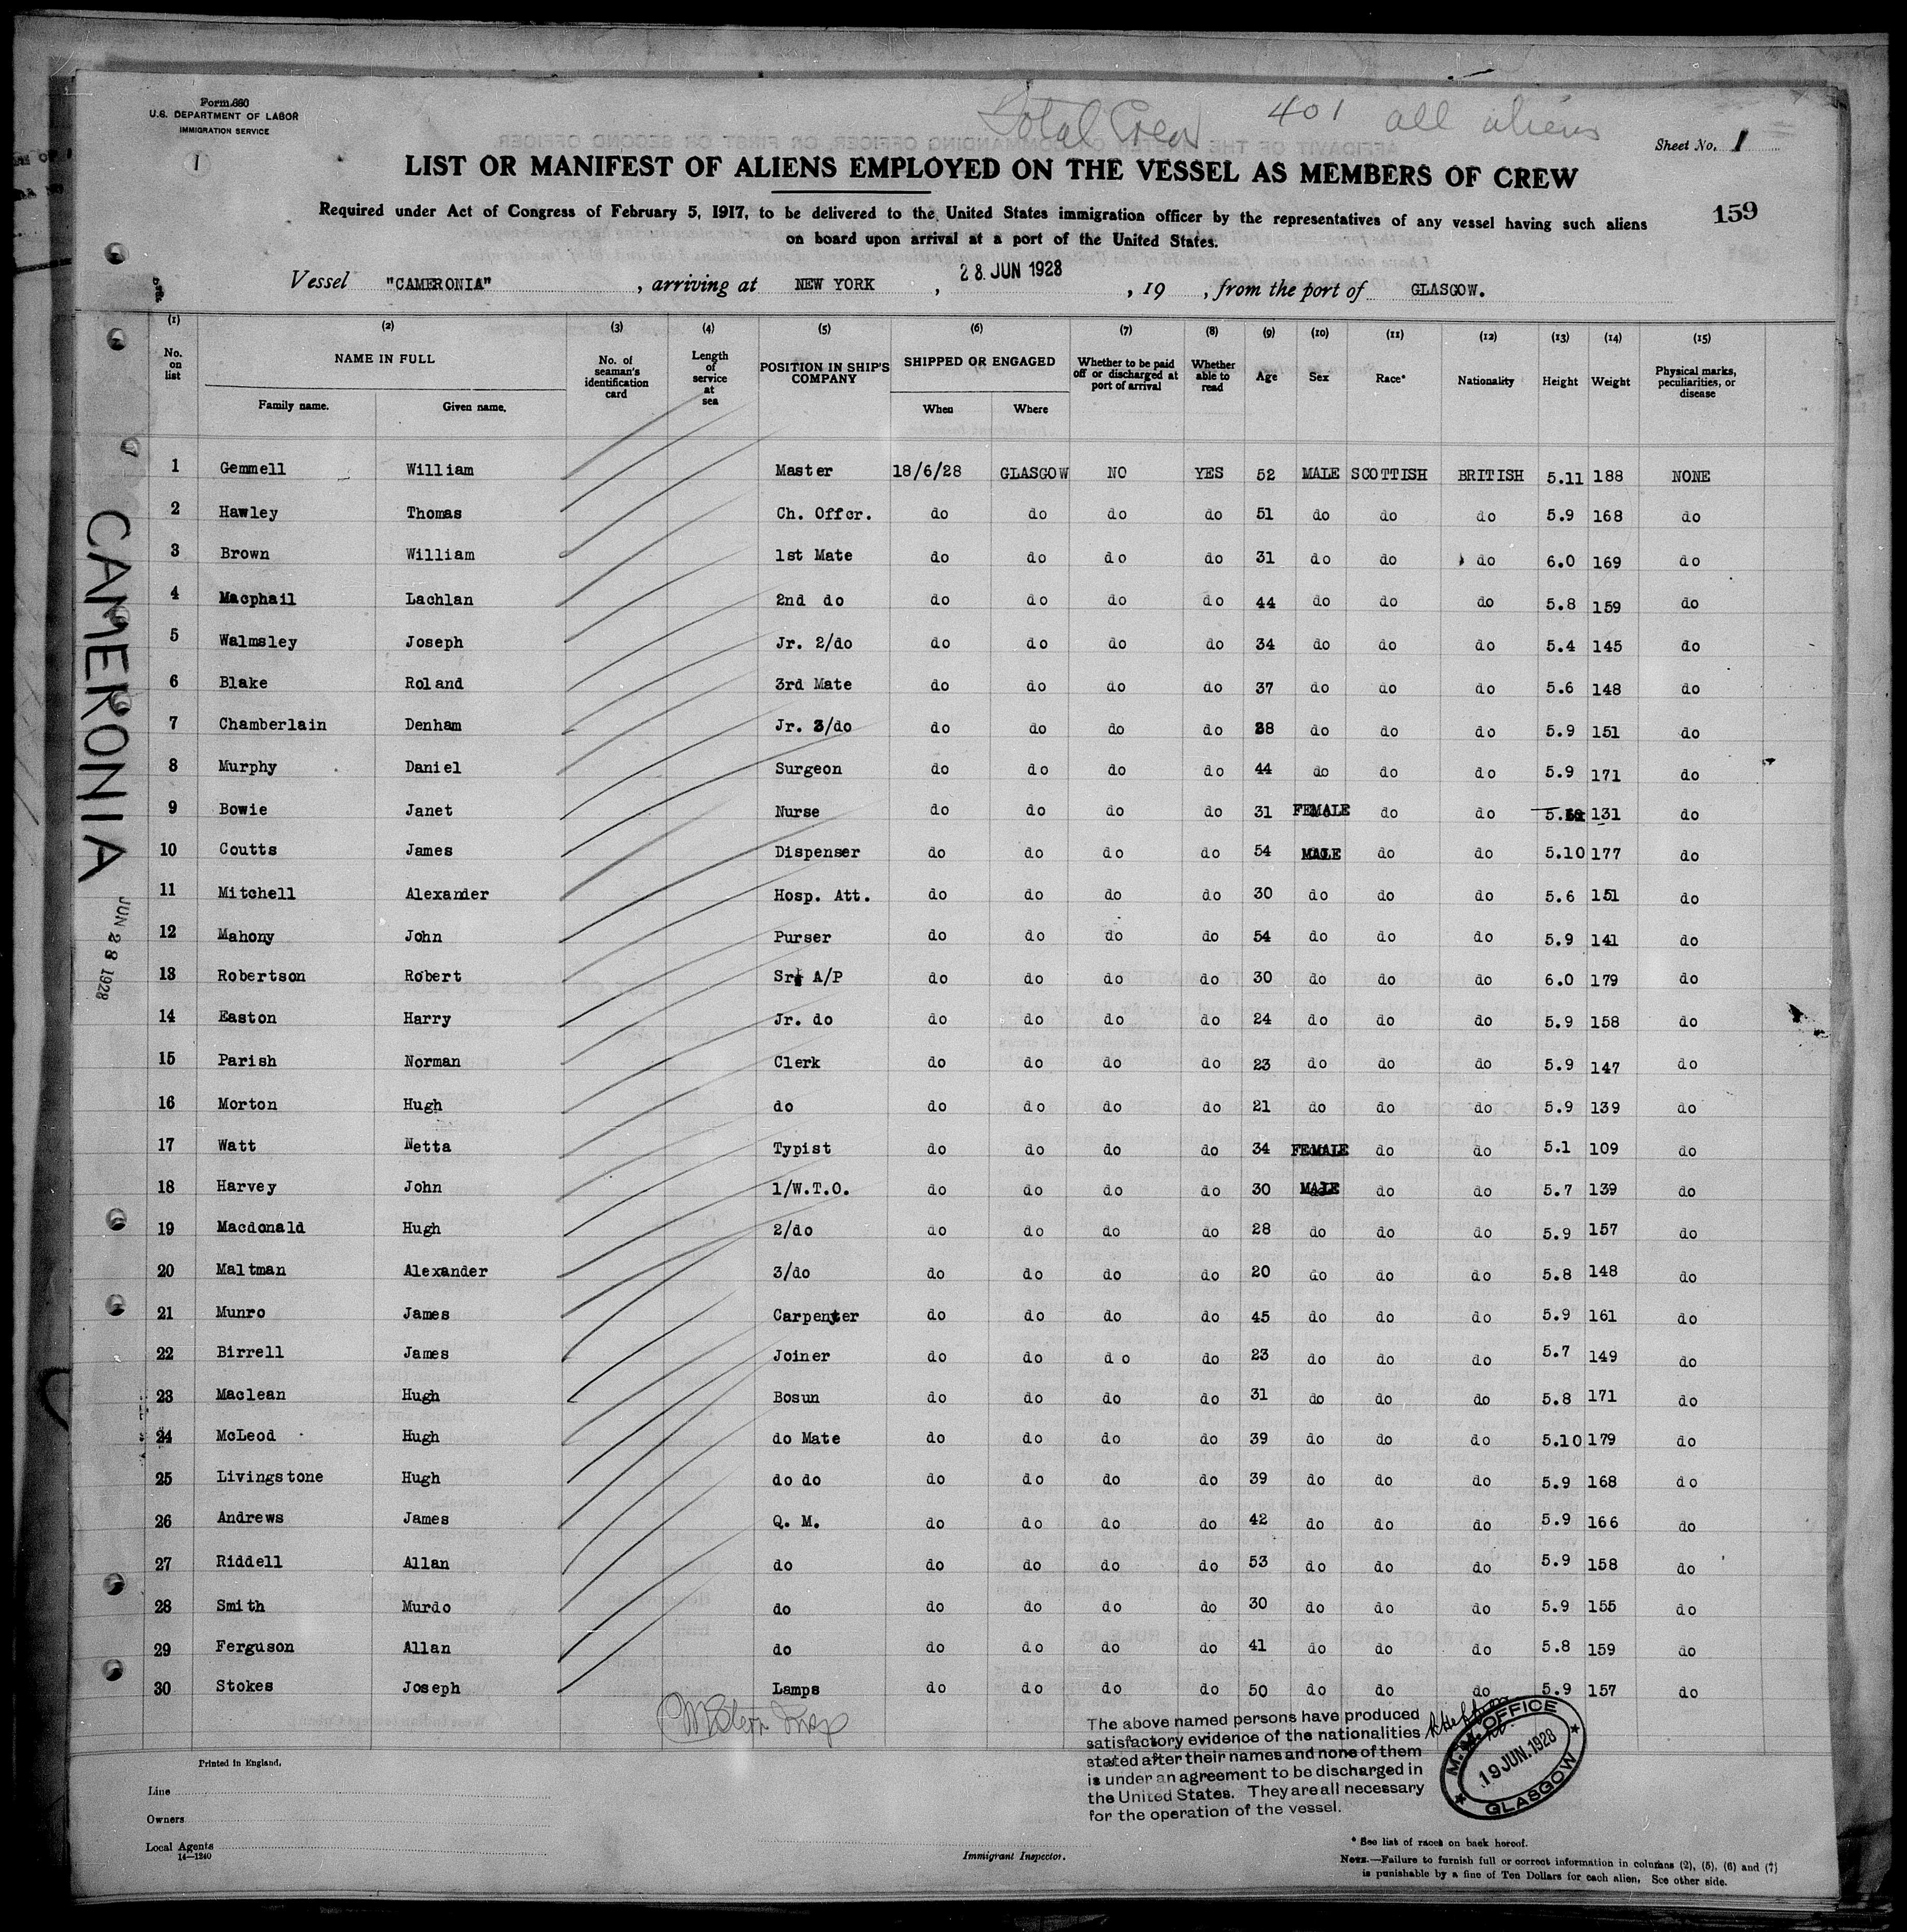 Form 680
U.S. DEPARTMENT OF LABOR
IMMIGRATION SERVICE
1
Total Crew 401 all aliens
Sheet No. 1
LIST OR MANIFEST OF ALIENS EMPLOYED ON THE VESSEL AS MEMBERS OF CREW
159
Required under Act of Congress of February 5, 1917, to be delivered to the United States immigration officer by the representatives of any vessel having such aliens
on board upon arrival at a port of the United States.
Vessel "CAMERONIA", arriving at NEW YORK, 28. JUN 1928, 19 , from the port of GLASGOW.
(1) (2) (3) (4) (5) (6) (7) (8) (9) (10) (11) (12) (13) (14) (15)
No. on list NAME IN FULL Family name. Given name. No. of seaman's identification card Length of service at sea POSITION IN SHIP'S COMPANY SHIPPED OR ENGAGED When Where Whether to be paid off or discharged at port of arrival Whether able to read Age Sex Race* Nationality Height Weight Physical marks, peculiarities, or disease
1 Gemmell William Master 18/6/28 GLASGOW NO YES 52 MALE SCOTTISH BRITISH 5.11 188 NONE
2 Hawley Thomas Ch. Offcr. do do do do 51 do do do 5.9 168 do
3 Brown William 1st Mate do do do do 31 do do do 6.0 169 do
4 Macphail Lachlan 2nd do do do do do 44 do do do 5.8 159 do
5 Walmsley Joseph Jr. 2/do do do do do 34 do do do 5.4 145 do
6 Blake Roland 3rd Mate do do do do 37 do do do 5.6 148 do
7 Chamberlain Denham Jr. 3/do do do do do 28 do do do 5.9 151 do
8 Murphy Daniel Surgeon do do do do 44 do do do 5.9 171 do
9 Bowie Janet Nurse do do do do 31 FEMALE do do 131 do
10 Coutts James Dispenser do do do do 54 MALE do do 5.10 177 do
11 Mitchell Alexander Hosp. Att. do do do do 30 do do do 5.6 151 do
12 Mahony John Purser do do do do 54 do do do 5.9 141 do
13 Robertson Robert Sr. A/P do do do do 30 do do do 6.0 179 do
14 Easton Harry Jr. do do do do do 24 do do do 5.9 158 do
15 Parish Norman Clerk do do do do 23 do do do 5.9 147 do
16 Morton Hugh do do do do do 21 do do do 5.9 139 do
17 Watt Netta Typist do do do do 34 FEMALE do do 5.1 109 do
18 Harvey John 1/W.T.O. do do do do 30 MALE do do 5.7 139 do
19 Macdonald Hugh 2/do do do do do 28 do do do 5.9 157 do
20 Maltman Alexander 3/do do do do do 20 do do do 5.8 148 do
21 Munro James Carpenter do do do do 45 do do do 5.9 161 do
22 Birrell James Joiner do do do do 23 do do do 5.7 149 do
23 Maclean Hugh Bosun do do do do 31 do do do 5.8 171 do
24 McLeod Hugh do Mate do do do do 39 do do do 5.10 179 do
25 Livingstone Hugh do do do do do do 39 do do do 5.9 168 do
26 Andrews James Q. M. do do do do 42 do do do 5.9 166 do
27 Riddell Allan do do do do do 53 do do do 5.9 158 do
28 Smith Murdo do do do do do 30 do do do 5.9 155 do
29 Ferguson Allan do do do do do 41 do do do 5.8 159 do
30 Stokes Joseph Lamps do do do do 50 do do do 5.9 157 do
CAMERONIA
JUN 28 1928
The above named persons have produced
satisfactory evidence of the nationalities
stated after their names and none of them
is under an agreement to be discharged in
the United States. They are all necessary
for the operation of the vessel.
M.M. OFFICE
19 JUN. 1928
GLASGOW
Printed in England.
Line
Owners
Local Agents
14—1240
Immigrant Inspector.
* See list of races on back hereof.
NOTE.—Failure to furnish full or correct information in columns (2), (5), (6) and (7)
is punishable by a fine of Ten Dollars for each alien. See other side.